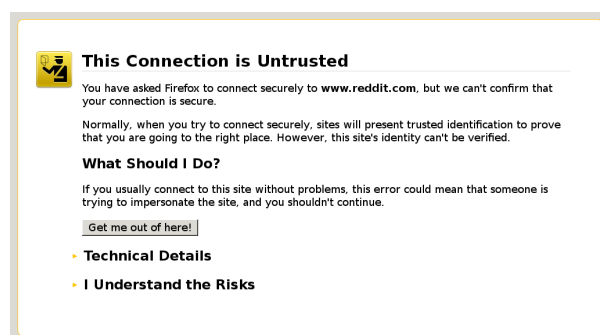 This Connection is Untrusted
You have asked Firefox to connect securely to www.reddit.com, but we can't confirm that
your connection is secure.
Normally, when you try to connect securely, sites will present trusted identification to prove
that you are going to the right place. However, this site's identity can't be verified.
What Should I Do?
If you usually connect to this site without problems, this error could mean that someone is
trying to impersonate the site, and you shouldn't continue.
Get me out of here!
Technical Details
I Understand the Risks